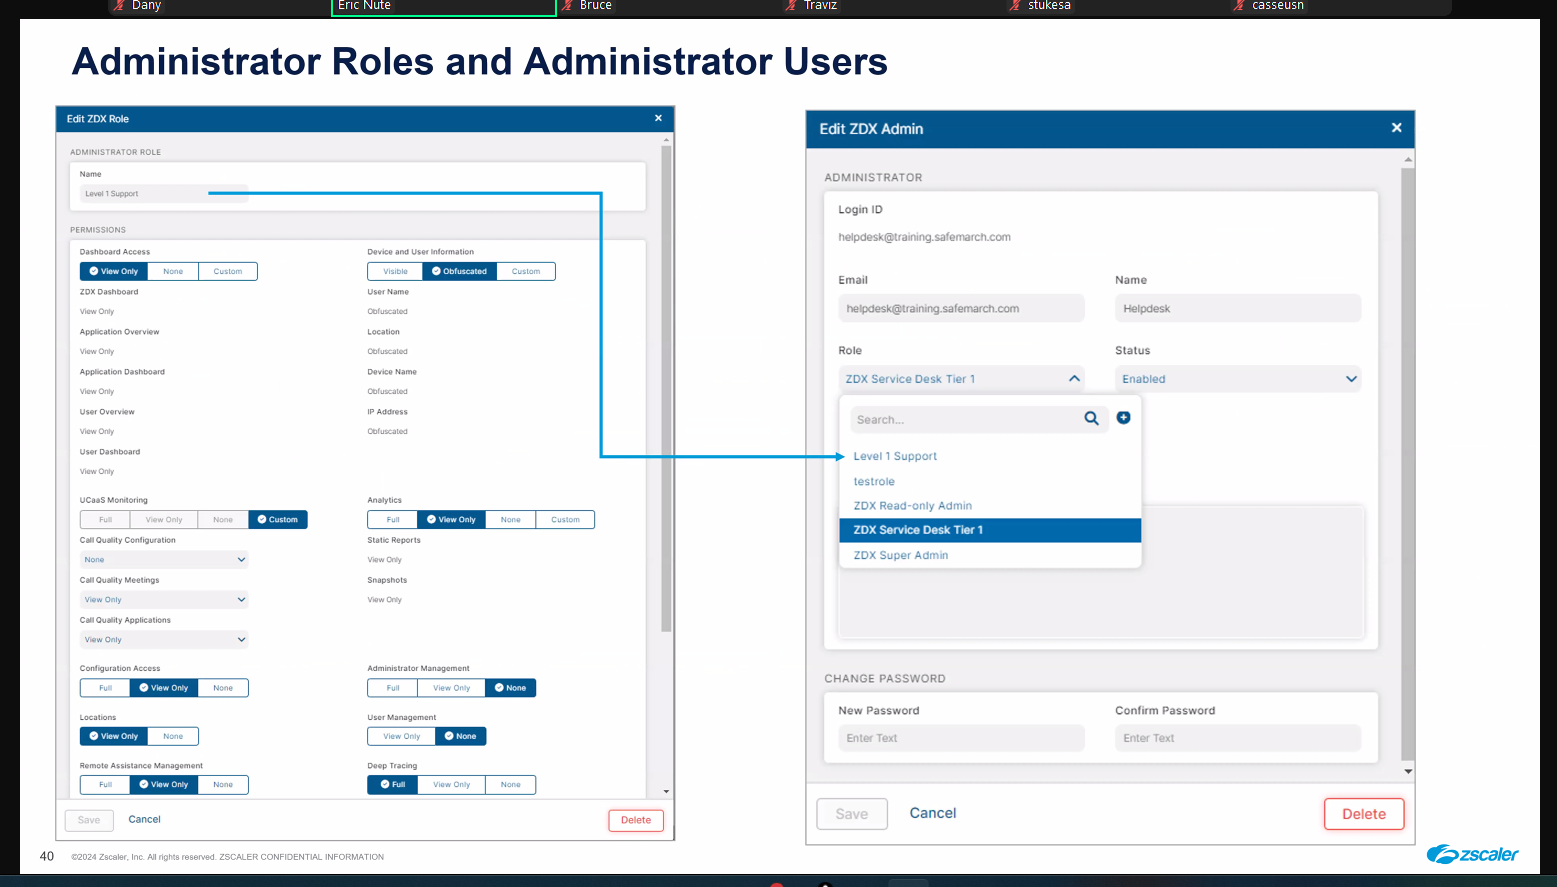 Dany
Eric Nute
Bruce
Traviz
stukesa
casseusn
Administrator Roles and Administrator Users
Edit ZDX Role
ADMINISTRATOR ROLE
Name
Level 1 Support
PERMISSIONS
Dashboard Access
View Only None Custom
ZDX Dashboard
View Only
Application Overview
View Only
Application Dashboard
View Only
User Overview
View Only
User Dashboard
View Only
Device and User Information
Visible Obfuscated Custom
User Name
Obfuscated
Location
Obfuscated
Device Name
Obfuscated
IP Address
Obfuscated
UCaaS Monitoring
Full View Only None Custom
Call Quality Configuration
None
Call Quality Meetings
View Only
Call Quality Applications
View Only
Analytics
Full View Only None Custom
Static Reports
View Only
Snapshots
View Only
Configuration Access
Full View Only None
Administrator Management
Full View Only None
Locations
View Only None
User Management
View Only None
Remote Assistance Management
Full View Only None
Deep Tracing
Full View Only None
Save Cancel Delete
Edit ZDX Admin
ADMINISTRATOR
Login ID
helpdesk@training.safemarch.com
Email
helpdesk@training.safemarch.com
Name
Helpdesk
Role
ZDX Service Desk Tier 1
Status
Enabled
Search...
Level 1 Support
testrole
ZDX Read-only Admin
ZDX Service Desk Tier 1
ZDX Super Admin
CHANGE PASSWORD
New Password
Enter Text
Confirm Password
Enter Text
Save Cancel Delete
40 ©2024 Zscaler, Inc. All rights reserved. ZSCALER CONFIDENTIAL INFORMATION
zscaler